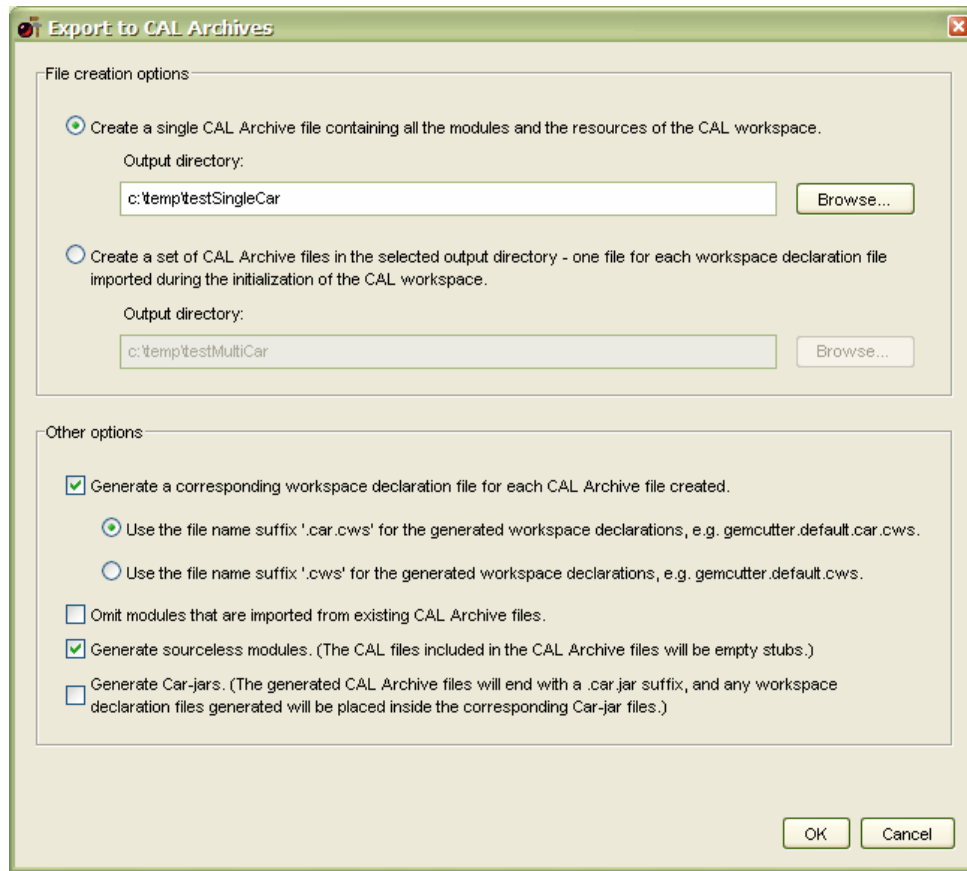 Export to CAL Archives
File creation options
Create a single CAL Archive file containing all the modules and the resources of the CAL workspace.
Output directory:
c:\temp\testSingleCar
Browse...
Create a set of CAL Archive files in the selected output directory - one file for each workspace declaration file
imported during the initialization of the CAL workspace.
Output directory:
c:\temp\testMultiCar
Browse...
Other options
Generate a corresponding workspace declaration file for each CAL Archive file created.
Use the file name suffix '.car.cws' for the generated workspace declarations, e.g. gemcutter.default.car.cws.
Use the file name suffix '.cws' for the generated workspace declarations, e.g. gemcutter.default.cws.
Omit modules that are imported from existing CAL Archive files.
Generate sourceless modules. (The CAL files included in the CAL Archive files will be empty stubs.)
Generate Car-jars. (The generated CAL Archive files will end with a .car.jar suffix, and any workspace
declaration files generated will be placed inside the corresponding Car-jar files.)
OK
Cancel